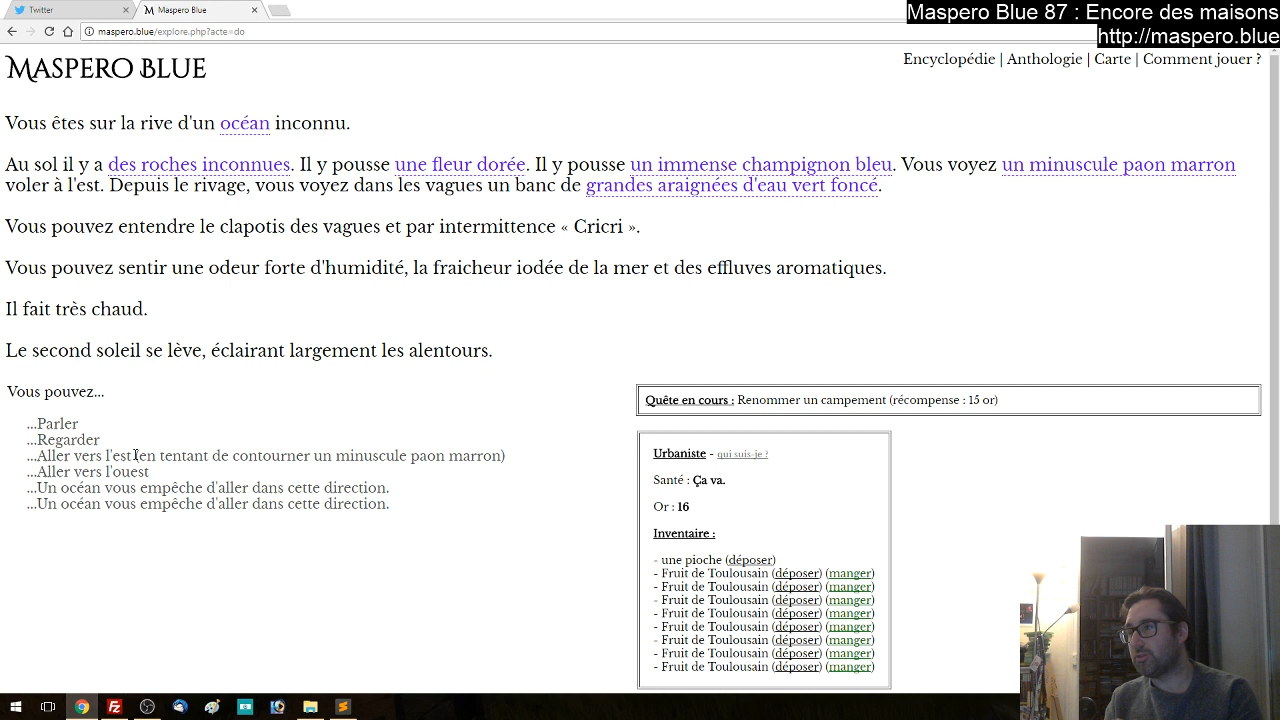 Twitter
Maspero Blue
maspero.blue/explore.php?acte=do
Maspero Blue 87 : Encore des maisons
http://maspero.blue
Maspero Blue
Encyclopédie | Anthologie | Carte | Comment jouer ?
Vous êtes sur la rive d'un océan inconnu.
Au sol il y a des roches inconnues. Il y pousse une fleur dorée. Il y pousse un immense champignon bleu. Vous voyez un minuscule paon marron
voler à l'est. Depuis le rivage, vous voyez dans les vagues un banc de grandes araignées d'eau vert foncé.
Vous pouvez entendre le clapotis des vagues et par intermittence « Cricri ».
Vous pouvez sentir une odeur forte d'humidité, la fraicheur iodée de la mer et des effluves aromatiques.
Il fait très chaud.
Le second soleil se lève, éclairant largement les alentours.
Vous pouvez...
...Parler
...Regarder
...Aller vers l'est (en tentant de contourner un minuscule paon marron)
...Aller vers l'ouest
...Un océan vous empêche d'aller dans cette direction.
...Un océan vous empêche d'aller dans cette direction.
Quête en cours : Renommer un campement (récompense : 15 or)
Urbaniste - qui suis-je ?
Santé : Ça va.
Or : 16
Inventaire :
- une pioche (déposer)
- Fruit de Toulousain (déposer) (manger)
- Fruit de Toulousain (déposer) (manger)
- Fruit de Toulousain (déposer) (manger)
- Fruit de Toulousain (déposer) (manger)
- Fruit de Toulousain (déposer) (manger)
- Fruit de Toulousain (déposer) (manger)
- Fruit de Toulousain (déposer) (manger)
- Fruit de Toulousain (déposer) (manger)